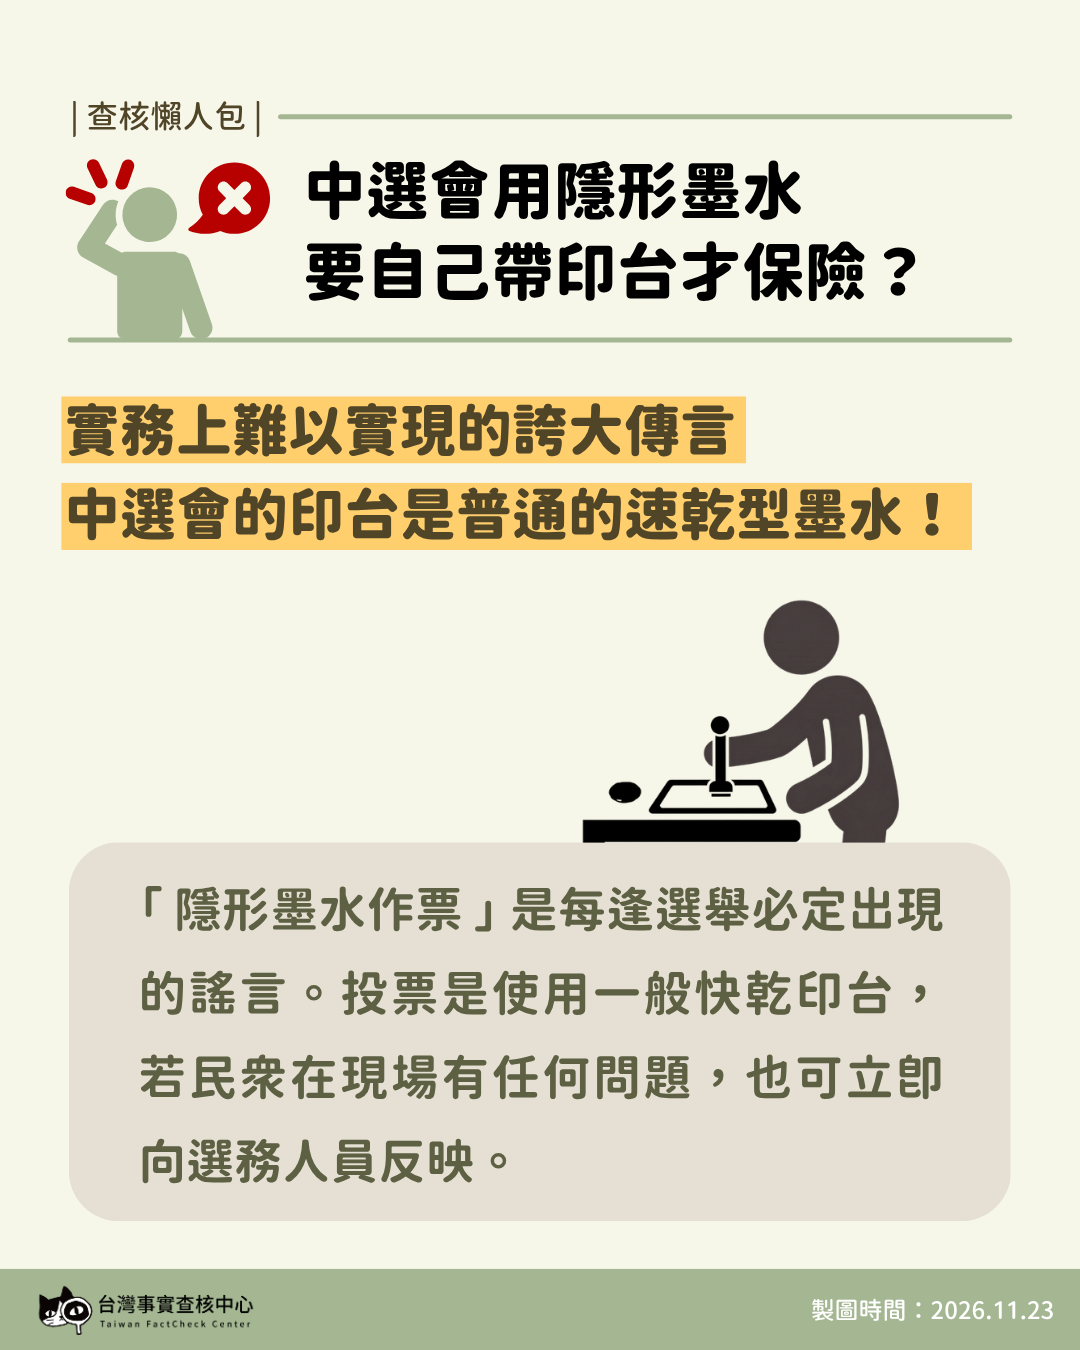 |查核懶人包|
中選會用隱形墨水
要自己帶印台才保險？
實務上難以實現的誇大傳言
中選會的印台是普通的速乾型墨水！
「隱形墨水作票」是每逢選舉必定出現
的謠言。投票是使用一般快乾印台，
若民眾在現場有任何問題，也可立即
向選務人員反映。
台灣事實查核中心
Taiwan FactCheck Center
製圖時間：2026.11.23